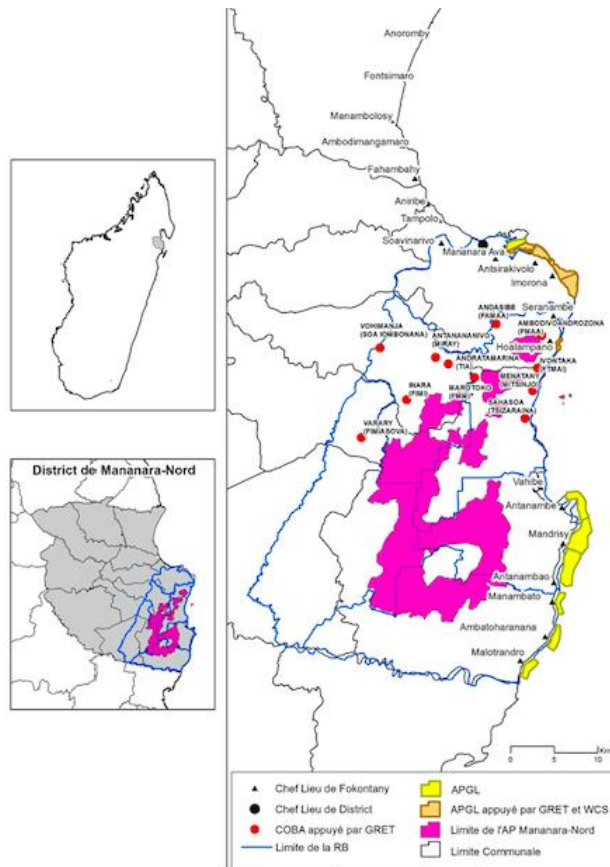 Anoromby
Fontsimaro
Manambolosy
Ambodimangamaro
Fahambahy
Aniribe
Tampolo
Soavinarivo
Mananara Ava
Antsirakivolo
Imorona
Seranambe
ANDASIBE
(FAMAA)
AMBODIVOANDROZONA
(FMAA)
VOHIMANJA
(SOA IOMBONANA)
ANTANANANIVO
(MIRAY)
Hoalampano
ANDRATAMARINA
(TIA)
IVONTAKA
MENATANY
(MITSINJO)
INARA
(FIMI)
MAROTOKO
(FMM)
SAHASOA
(TSIZARAINA)
VARARY
(FIMIASOVA)
District de Mananara-Nord
Vahibe
Antanambe
Mandrisy
Antanambao
Manambato
Ambatoharanana
Malotrandro
0 5 10
Km
Chef Lieu de Fokontany
Chef Lieu de District
COBA appuyé par GRET
Limite de la RB
APGL
APGL appuyé par GRET et WCS
Limite de l'AP Mananara-Nord
Limite Communale